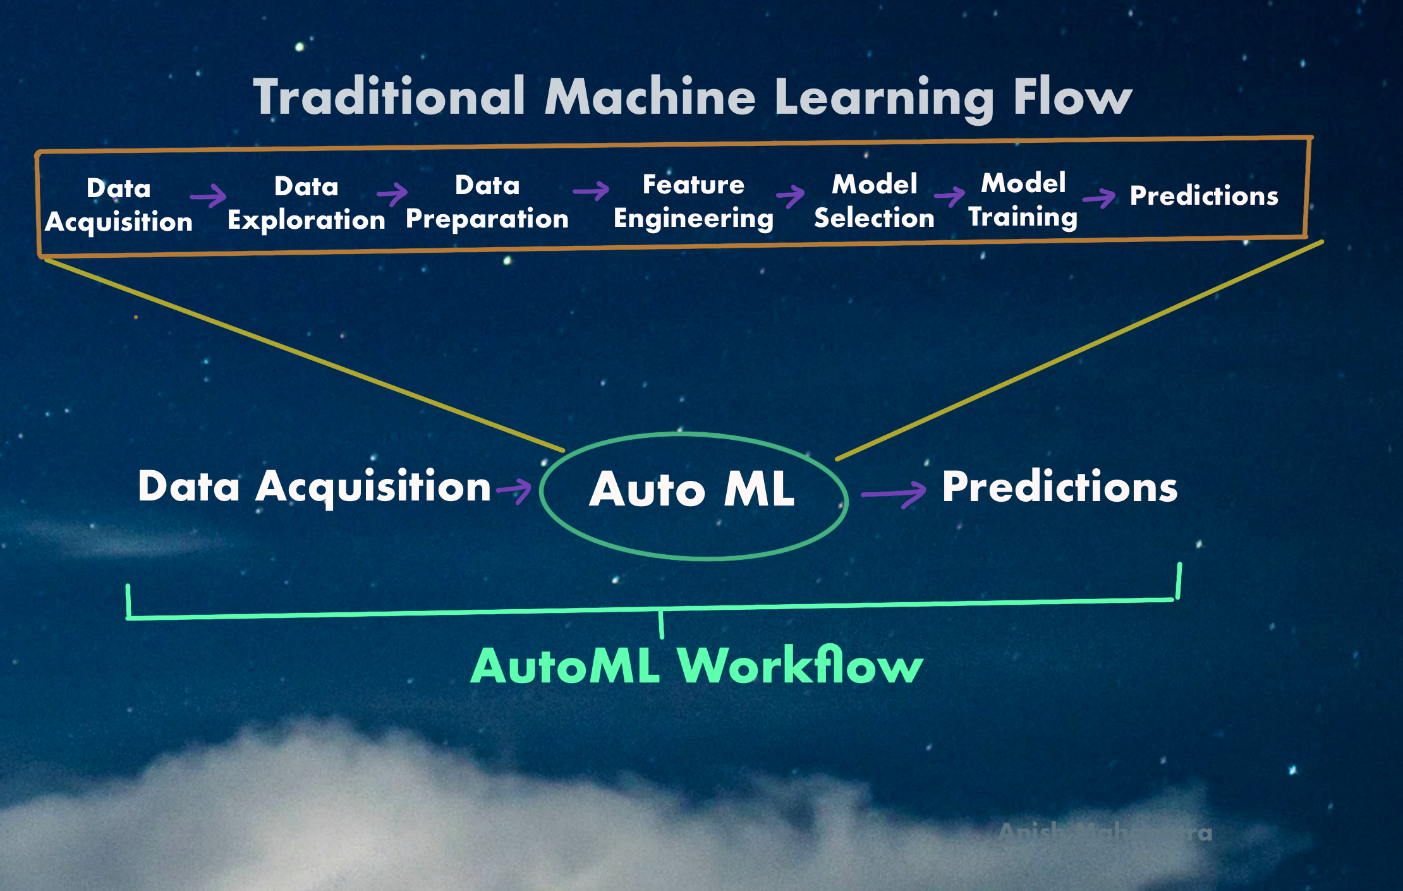 Traditional Machine Learning Flow
Data
Acquisition
Data
Exploration
Data
Preparation
Feature
Engineering
Model
Selection
Model
Training
Predictions
Data Acquisition
Auto ML
Predictions
AutoML Workflow
Anish